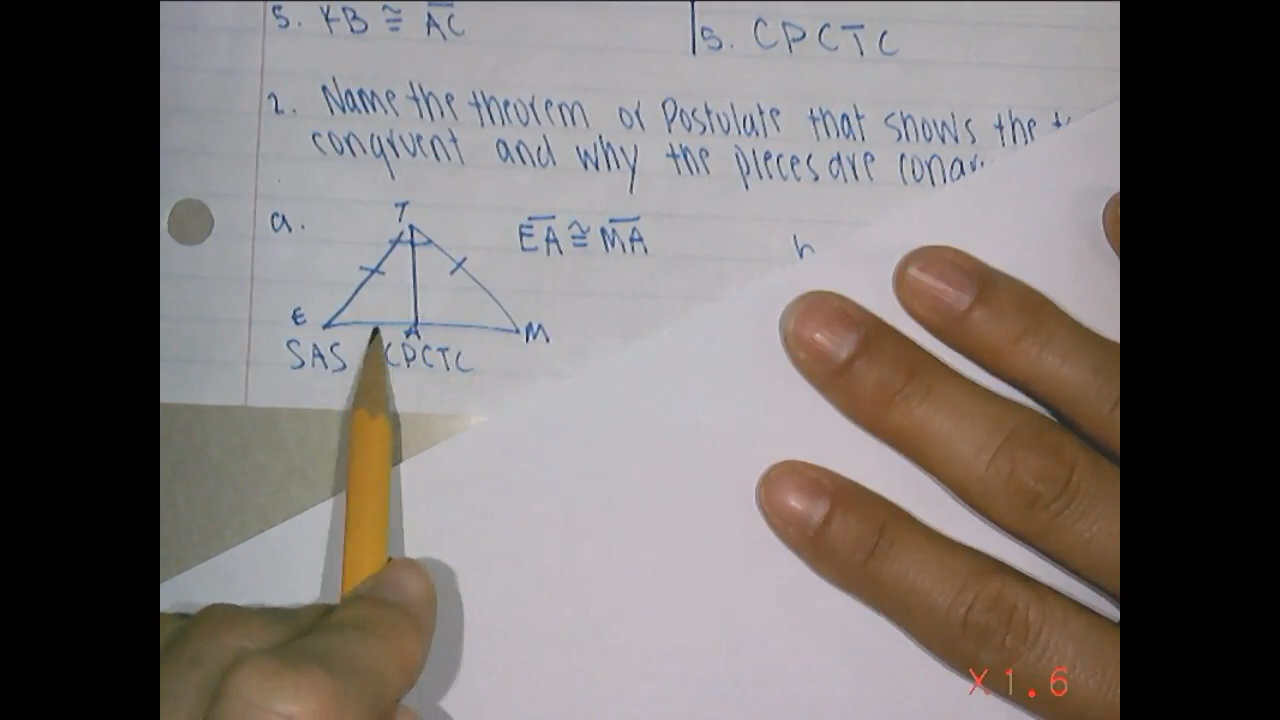 5. KB ≅ AC
5. CPCTC
2. Name the theorem or Postulate that shows the
congruent and why the pieces are
a.
T
EA ≅ MA
E
A
M
SAS CPCTC
X1.6